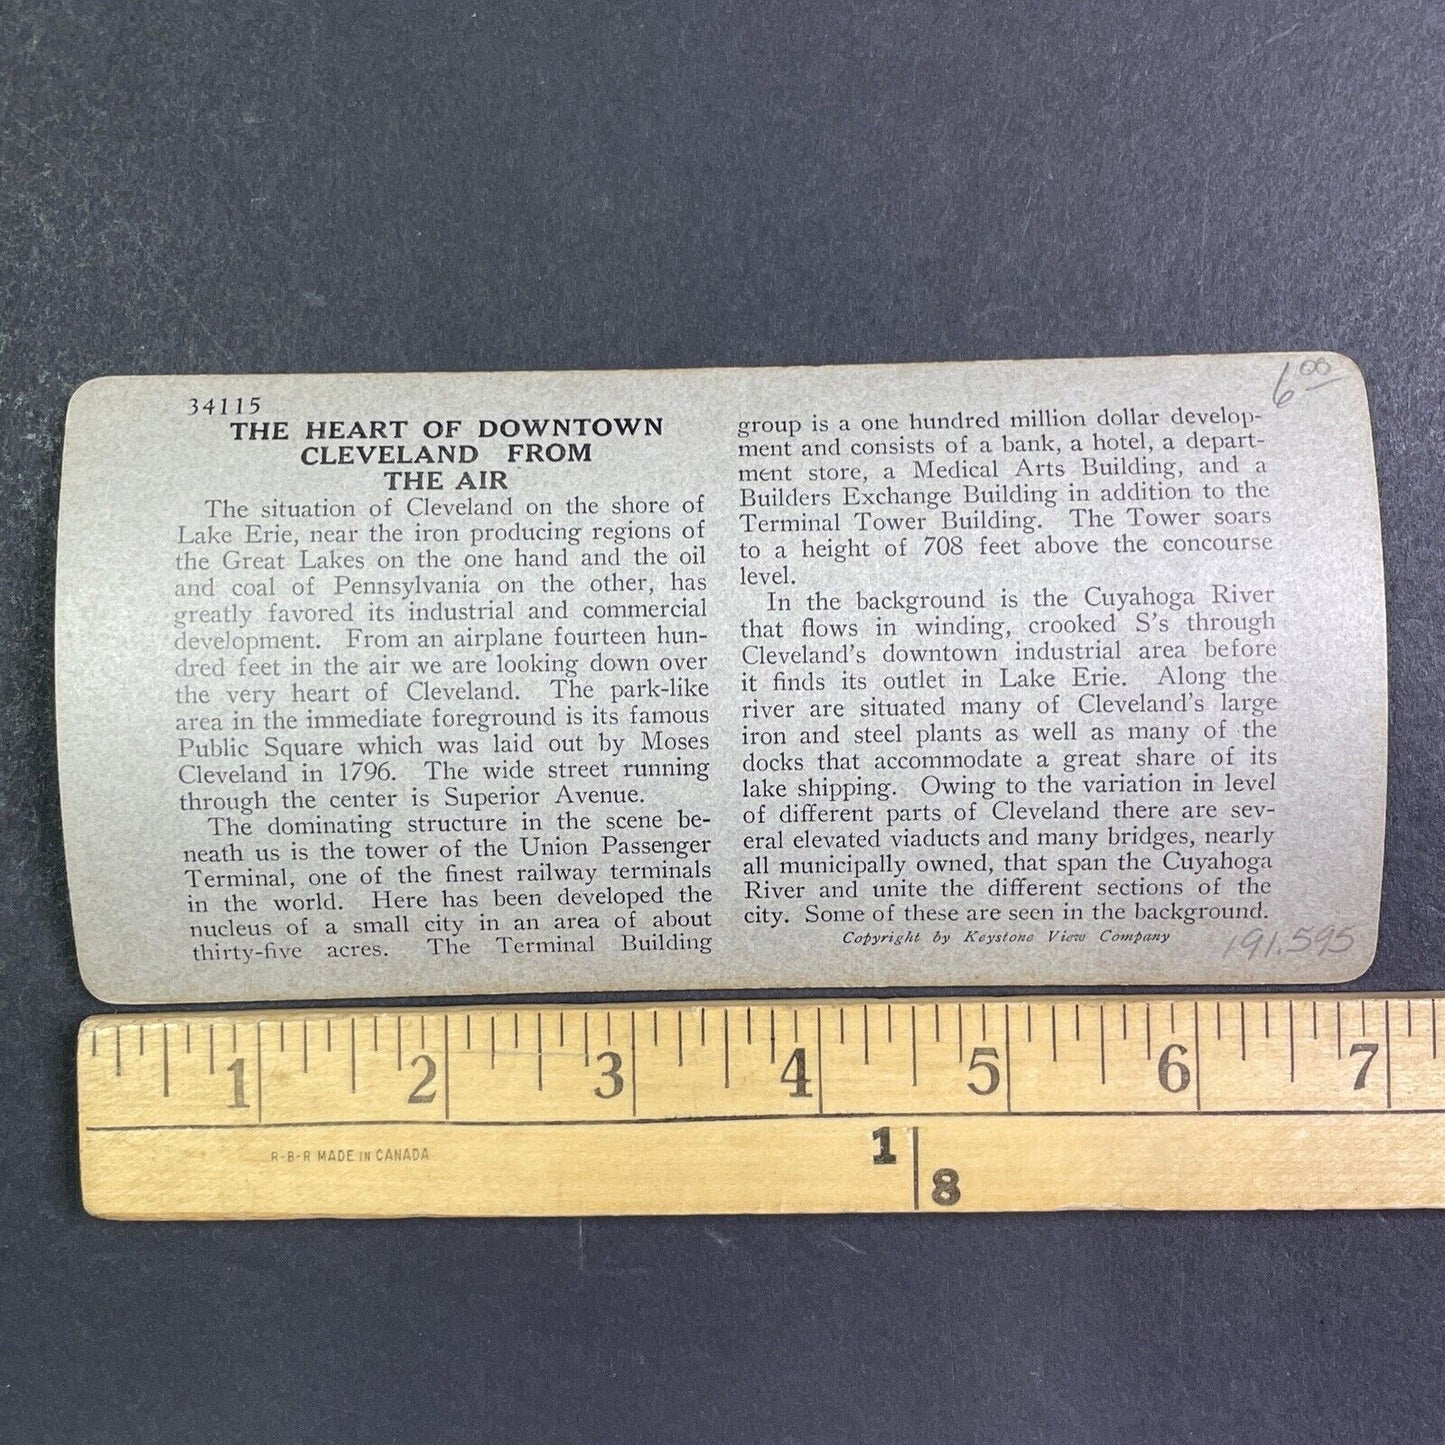 34115
THE HEART OF DOWNTOWN
CLEVELAND FROM
THE AIR
The situation of Cleveland on the shore of
Lake Erie, near the iron producing regions of
the Great Lakes on the one hand and the oil
and coal of Pennsylvania on the other, has
greatly favored its industrial and commercial
development. From an airplane fourteen hun-
dred feet in the air we are looking down over
the very heart of Cleveland. The park-like
area in the immediate foreground is its famous
Public Square which was laid out by Moses
Cleveland in 1796. The wide street running
through the center is Superior Avenue.
The dominating structure in the scene be-
neath us is the tower of the Union Passenger
Terminal, one of the finest railway terminals
in the world. Here has been developed the
nucleus of a small city in an area of about
thirty-five acres. The Terminal Building
6.00
group is a one hundred million dollar develop-
ment and consists of a bank, a hotel, a depart-
ment store, a Medical Arts Building, and a
Builders Exchange Building in addition to the
Terminal Tower Building. The Tower soars
to a height of 708 feet above the concourse
level.
In the background is the Cuyahoga River
that flows in winding, crooked S's through
Cleveland's downtown industrial area before
it finds its outlet in Lake Erie. Along the
river are situated many of Cleveland's large
iron and steel plants as well as many of the
docks that accommodate a great share of its
lake shipping. Owing to the variation in level
of different parts of Cleveland there are sev-
eral elevated viaducts and many bridges, nearly
all municipally owned, that span the Cuyahoga
River and unite the different sections of the
city. Some of these are seen in the background.
Copyright by Keystone View Company
191.595
1 2 3 4 5 6 7
R-B-R MADE IN CANADA
1 8